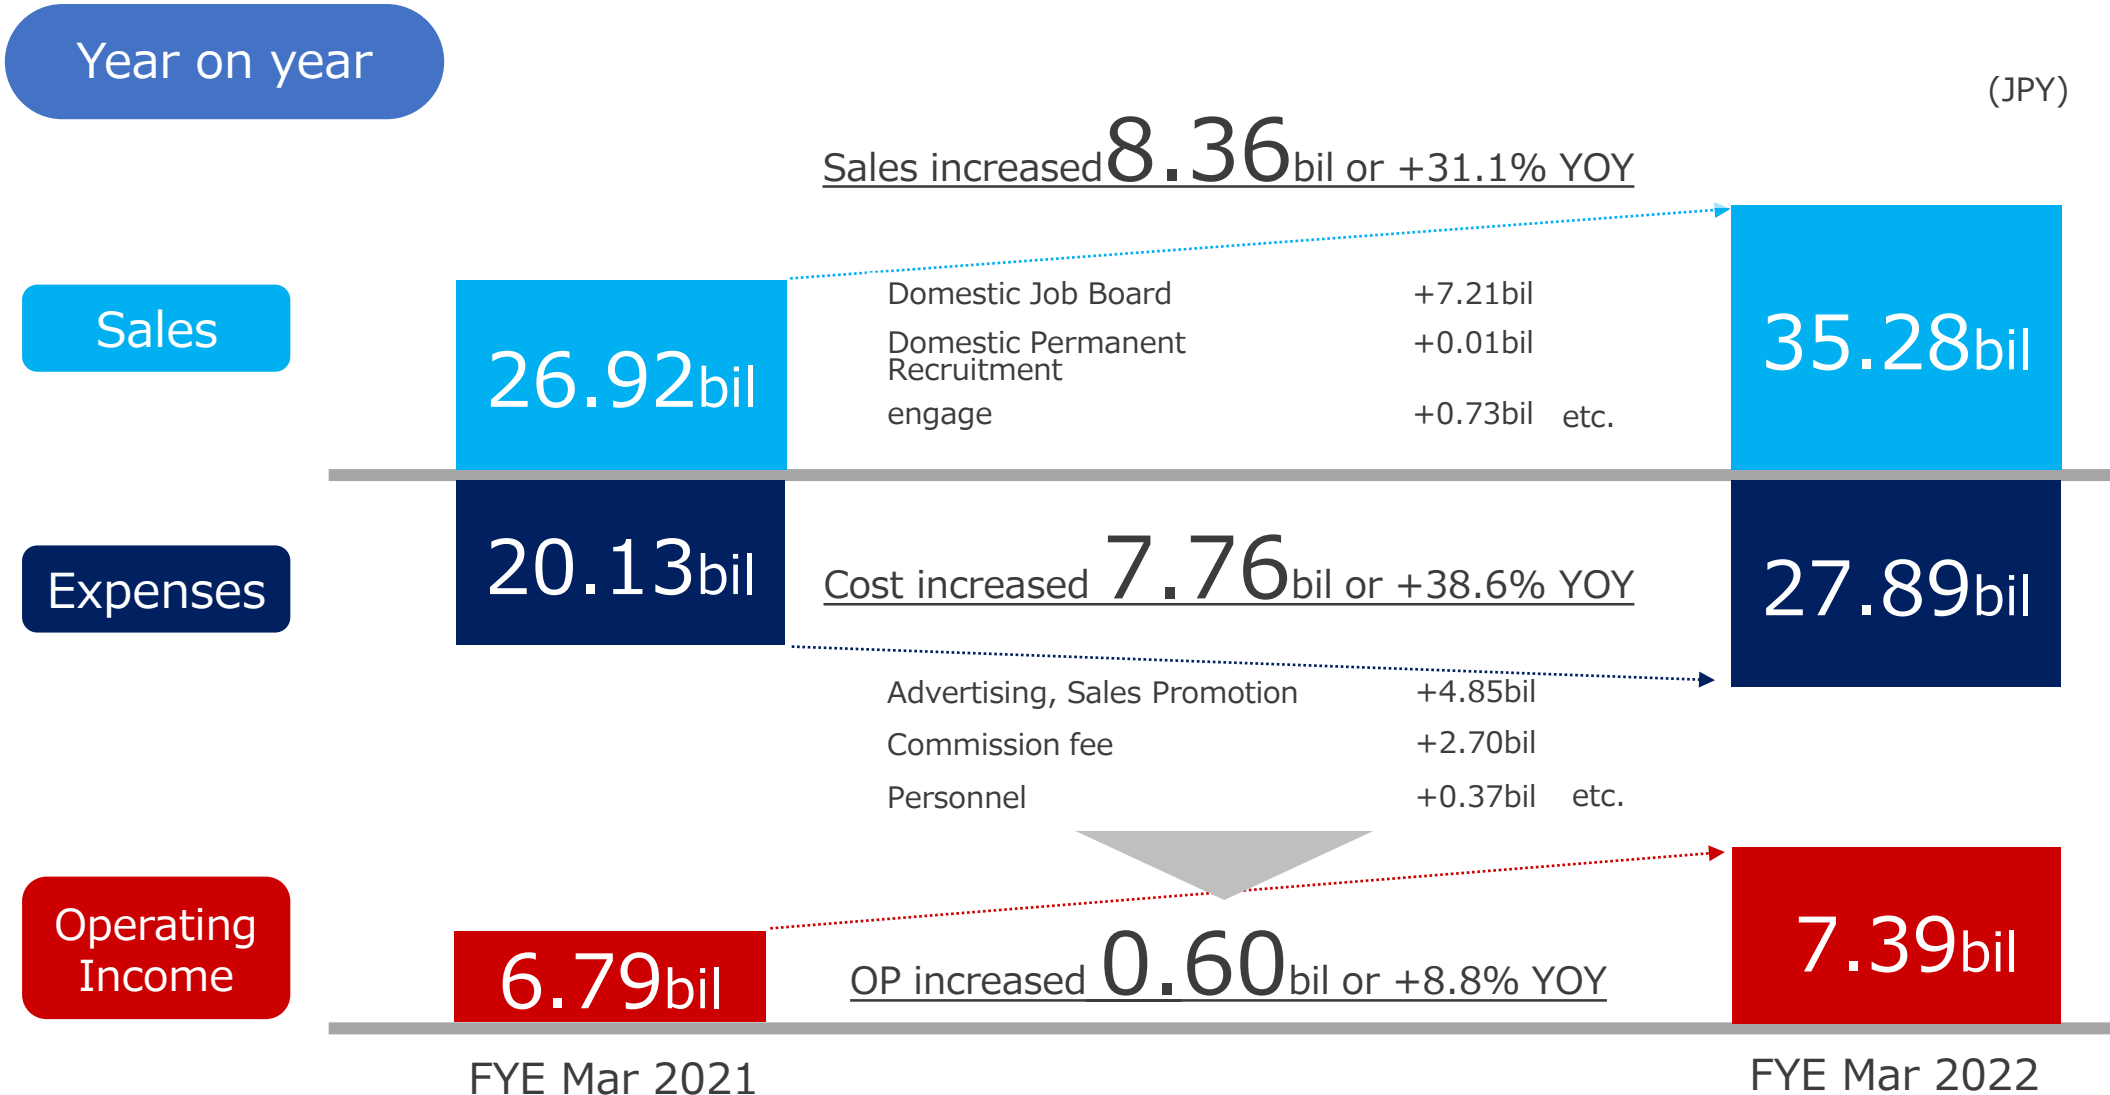 Year on year
(JPY)
Sales increased 8.36bil or +31.1% YOY
Sales
26.92bil
Domestic Job Board +7.21bil
Domestic Permanent +0.01bil
Recruitment
engage +0.73bil etc.
35.28bil
Expenses
20.13bil
Cost increased 7.76bil or +38.6% YOY
27.89bil
Advertising, Sales Promotion +4.85bil
Commission fee +2.70bil
Personnel +0.37bil etc.
Operating
Income
6.79bil
OP increased 0.60bil or +8.8% YOY
7.39bil
FYE Mar 2021
FYE Mar 2022